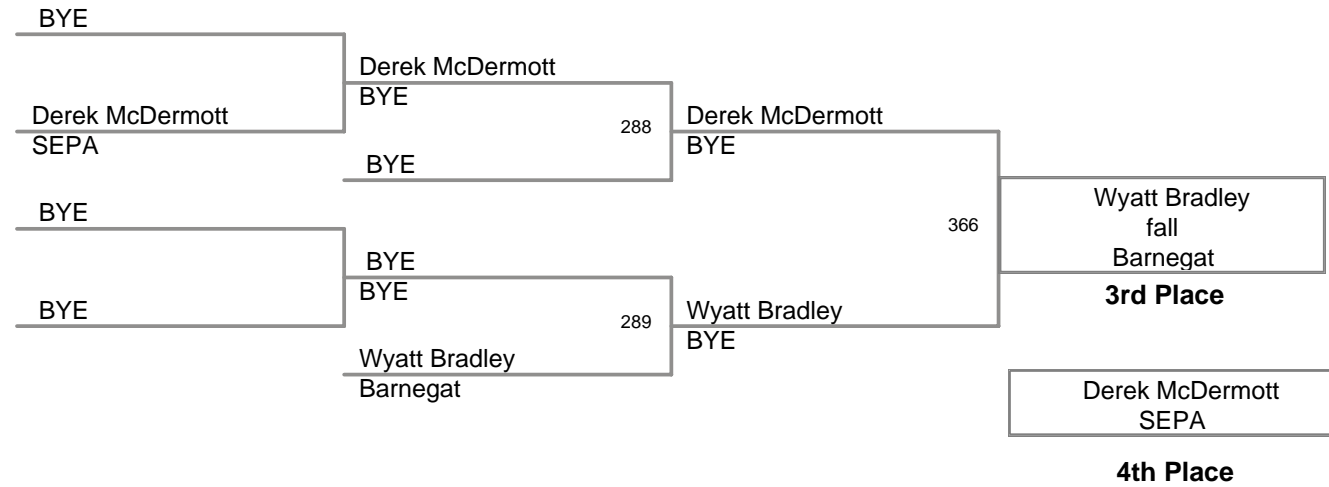 BYE
Derek McDermott
BYE
Derek McDermott
SEPA
288
Derek McDermott
BYE
BYE
BYE
366
Wyatt Bradley
fall
Barnegat
3rd Place
BYE
BYE
BYE
289
Wyatt Bradley
BYE
Wyatt Bradley
Barnegat
Derek McDermott
SEPA
4th Place